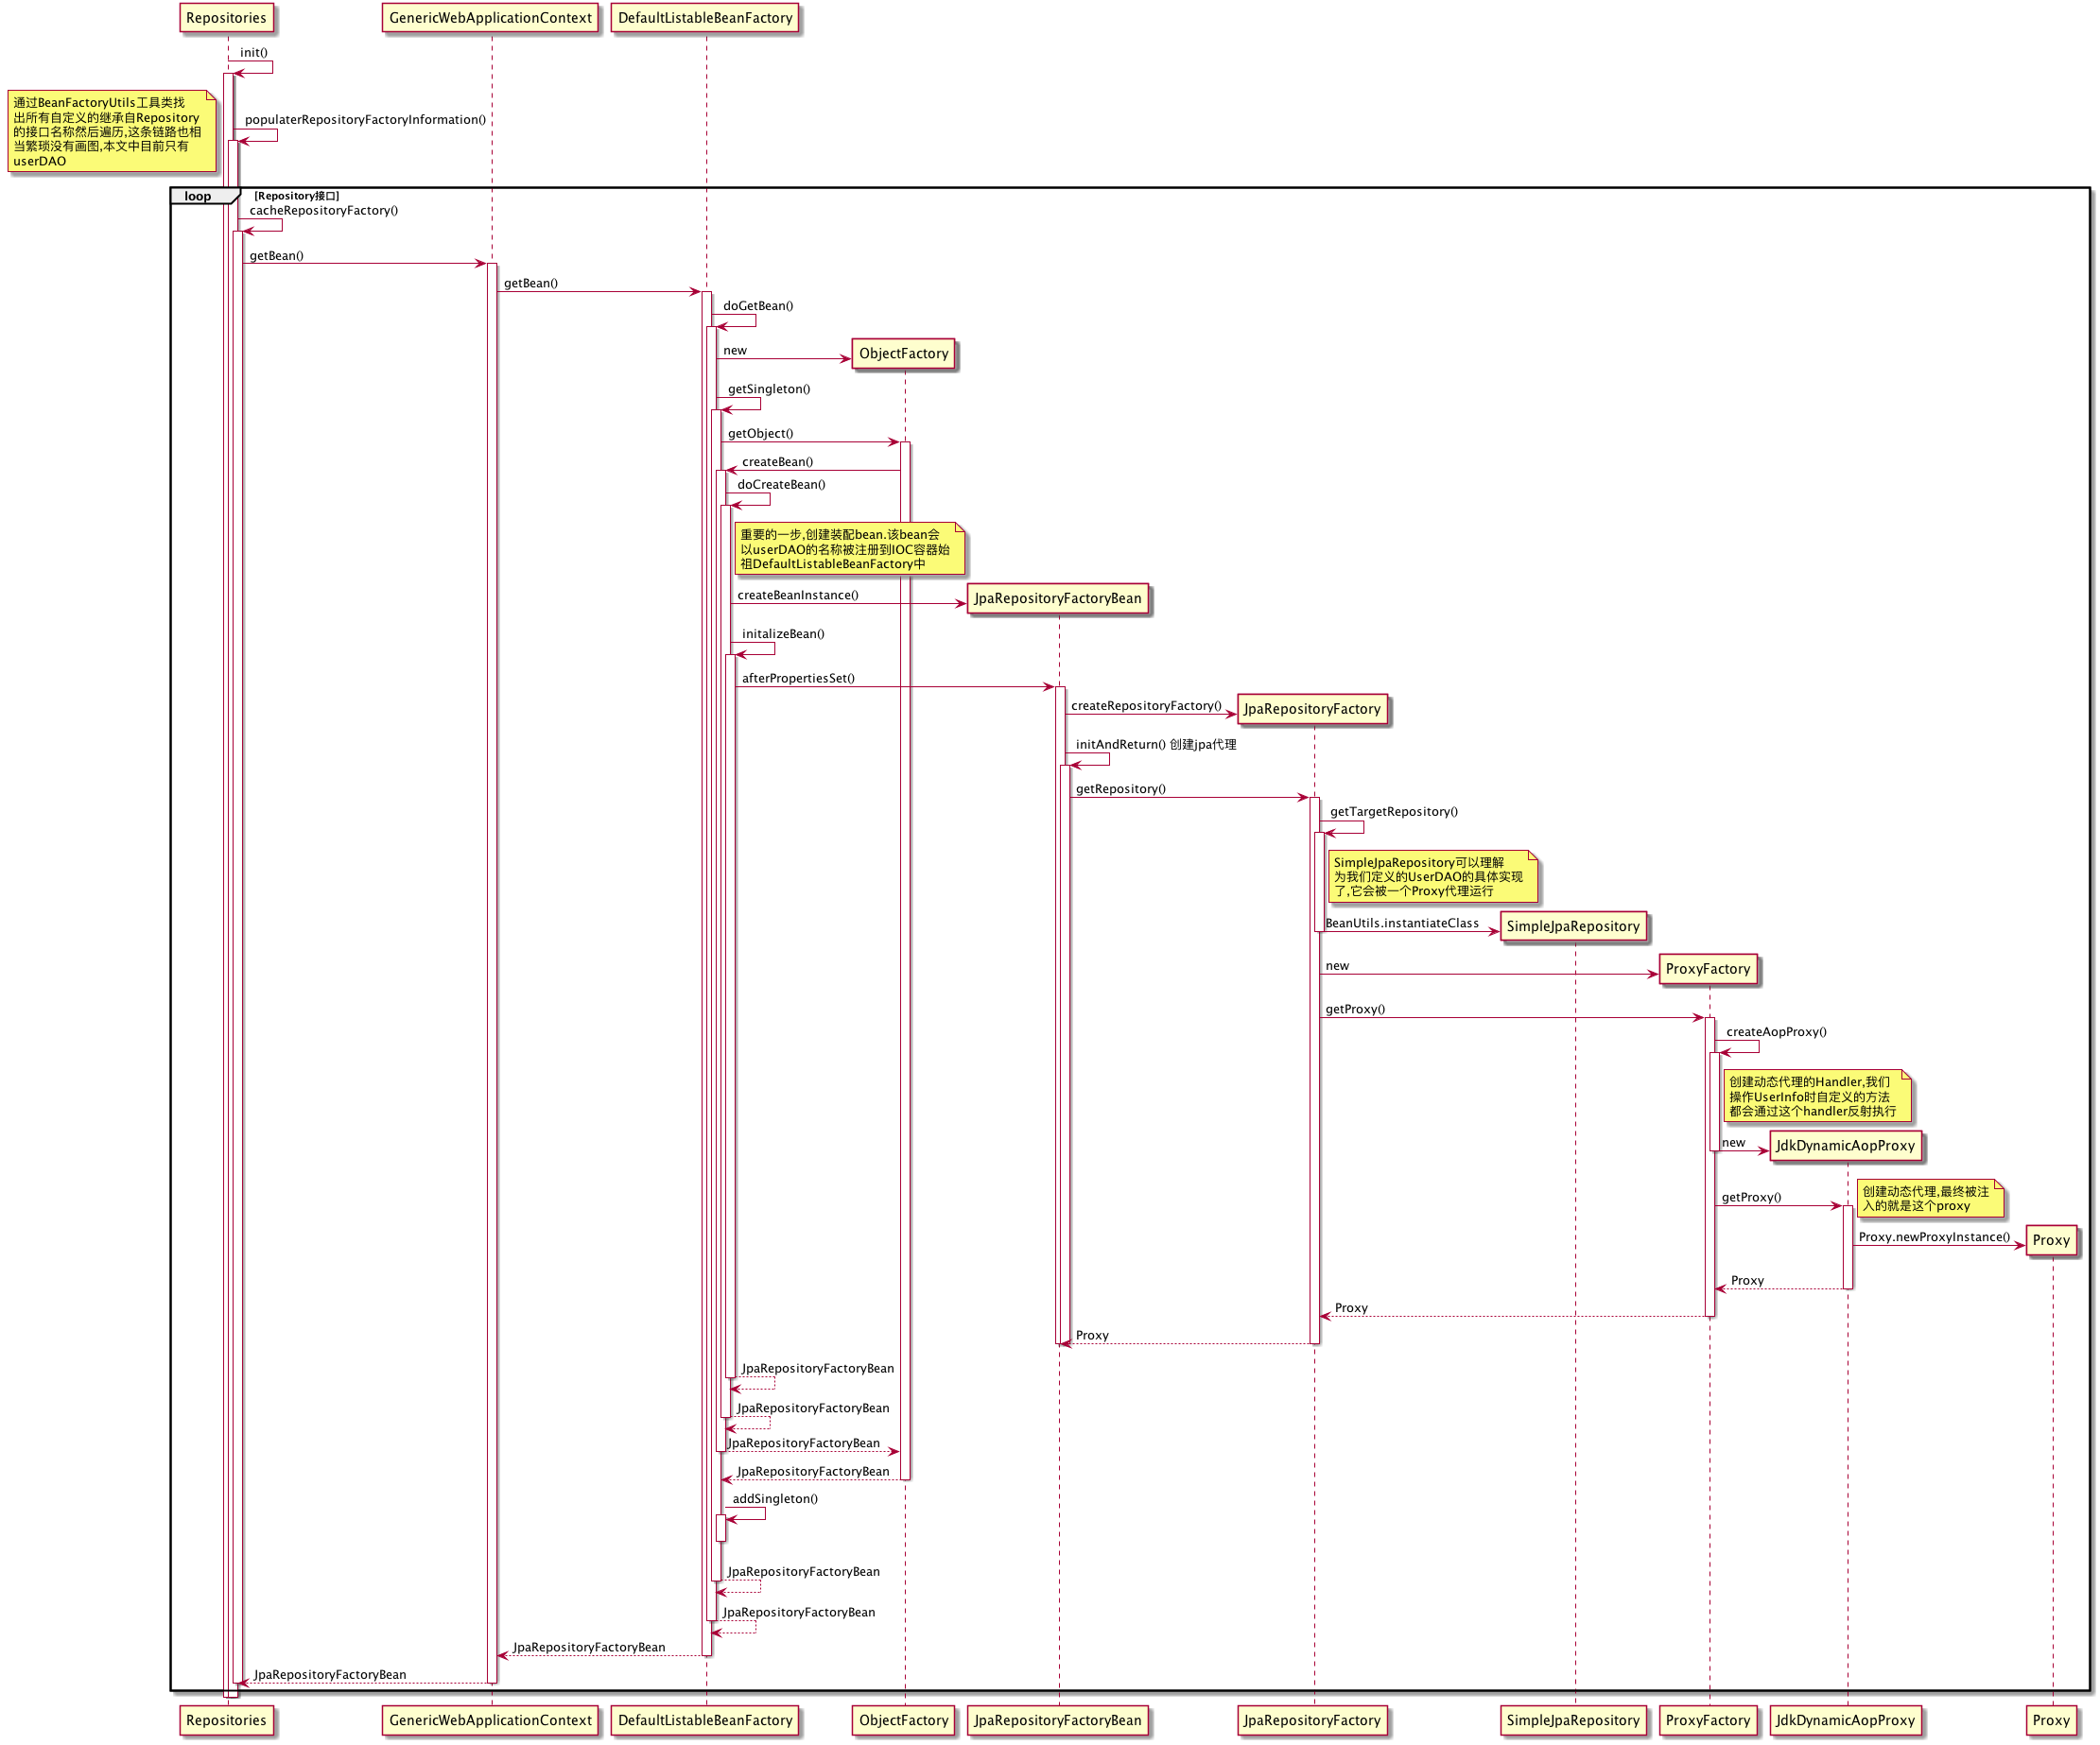 Repositories
GenericWebApplicationContext
DefaultListableBeanFactory
init()
通过BeanFactoryUtils工具类找
出所有自定义的继承自Repository
的接口名称然后遍历,这条链路也相
当繁琐没有画图,本文中目前只有
userDAO
populaterRepositoryFactoryInformation()
loop
[Repository接口]
cacheRepositoryFactory()
getBean()
getBean()
doGetBean()
new
ObjectFactory
getSingleton()
getObject()
createBean()
doCreateBean()
重要的一步,创建装配bean.该bean会
以userDAO的名称被注册到IOC容器始
祖DefaultListableBeanFactory中
createBeanInstance()
JpaRepositoryFactoryBean
initalizeBean()
afterPropertiesSet()
createRepositoryFactory()
JpaRepositoryFactory
initAndReturn() 创建jpa代理
getRepository()
getTargetRepository()
SimpleJpaRepository可以理解
为我们定义的UserDAO的具体实现
了,它会被一个Proxy代理运行
BeanUtils.instantiateClass
SimpleJpaRepository
new
ProxyFactory
getProxy()
createAopProxy()
创建动态代理的Handler,我们
操作UserInfo时自定义的方法
都会通过这个handler反射执行
new
JdkDynamicAopProxy
getProxy()
创建动态代理,最终被注
入的就是这个proxy
Proxy.newProxyInstance()
Proxy
Proxy
Proxy
Proxy
JpaRepositoryFactoryBean
JpaRepositoryFactoryBean
JpaRepositoryFactoryBean
JpaRepositoryFactoryBean
addSingleton()
JpaRepositoryFactoryBean
JpaRepositoryFactoryBean
JpaRepositoryFactoryBean
JpaRepositoryFactoryBean
Repositories
GenericWebApplicationContext
DefaultListableBeanFactory
ObjectFactory
JpaRepositoryFactoryBean
JpaRepositoryFactory
SimpleJpaRepository
ProxyFactory
JdkDynamicAopProxy
Proxy